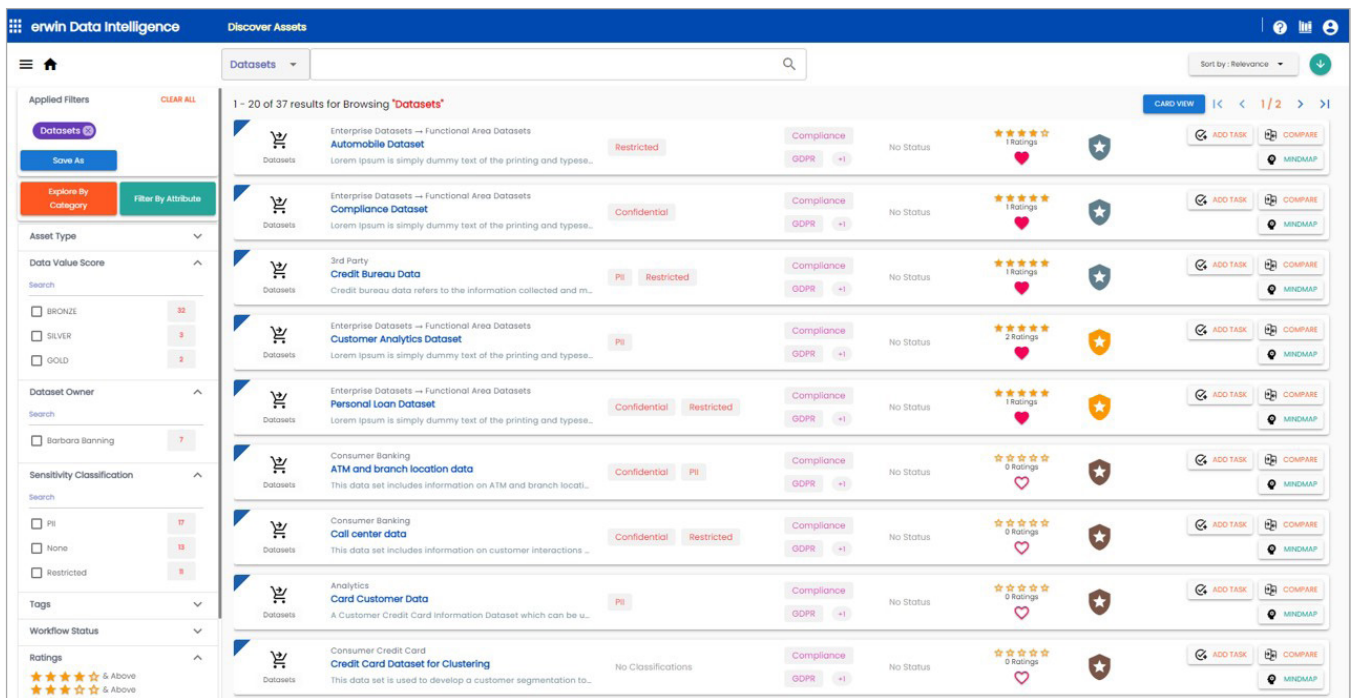 erwin Data Intelligence
Discover Assets
Datasets
Sort by : Relevance
Applied Filters
CLEAR ALL
Datasets
Save As
Explore By
Category
Filter By Attribute
Asset Type
Data Value Score
Search
BRONZE 32
SILVER 3
GOLD 2
Dataset Owner
Search
Barbara Banning 7
Sensitivity Classification
Search
PII 17
None 13
Restricted 11
Tags
Workflow Status
Ratings
& Above
& Above
1 - 20 of 37 results for Browsing "Datasets"
CARD VIEW
1 / 2
Datasets
Enterprise Datasets → Functional Area Datasets
Automobile Dataset
Lorem Ipsum is simply dummy text of the printing and typese...
Restricted
Compliance
GDPR +1
No Status
1 Ratings
ADD TASK
COMPARE
MINDMAP
Datasets
Enterprise Datasets → Functional Area Datasets
Compliance Dataset
Lorem Ipsum is simply dummy text of the printing and typese...
Confidential
Compliance
GDPR +1
No Status
1 Ratings
ADD TASK
COMPARE
MINDMAP
Datasets
3rd Party
Credit Bureau Data
Credit bureau data refers to the information collected and m...
PII Restricted
Compliance
GDPR +1
No Status
1 Ratings
ADD TASK
COMPARE
MINDMAP
Datasets
Enterprise Datasets → Functional Area Datasets
Customer Analytics Dataset
Lorem Ipsum is simply dummy text of the printing and typese...
PII
Compliance
GDPR +1
No Status
2 Ratings
ADD TASK
COMPARE
MINDMAP
Datasets
Enterprise Datasets → Functional Area Datasets
Personal Loan Dataset
Lorem Ipsum is simply dummy text of the printing and typese...
Confidential Restricted
Compliance
GDPR +1
No Status
1 Ratings
ADD TASK
COMPARE
MINDMAP
Datasets
Consumer Banking
ATM and branch location data
This data set includes information on ATM and branch locati...
Confidential PII
Compliance
GDPR +1
No Status
0 Ratings
ADD TASK
COMPARE
MINDMAP
Datasets
Consumer Banking
Call center data
This data set includes information on customer interactions ...
Confidential Restricted
Compliance
GDPR +1
No Status
0 Ratings
ADD TASK
COMPARE
MINDMAP
Datasets
Analytics
Card Customer Data
A Customer Credit Card Information Dataset which can be u...
PII
Compliance
GDPR +1
No Status
0 Ratings
ADD TASK
COMPARE
MINDMAP
Datasets
Consumer Credit Card
Credit Card Dataset for Clustering
This data set is used to develop a customer segmentation to...
No Classifications
Compliance
GDPR +1
No Status
0 Ratings
ADD TASK
COMPARE
MINDMAP